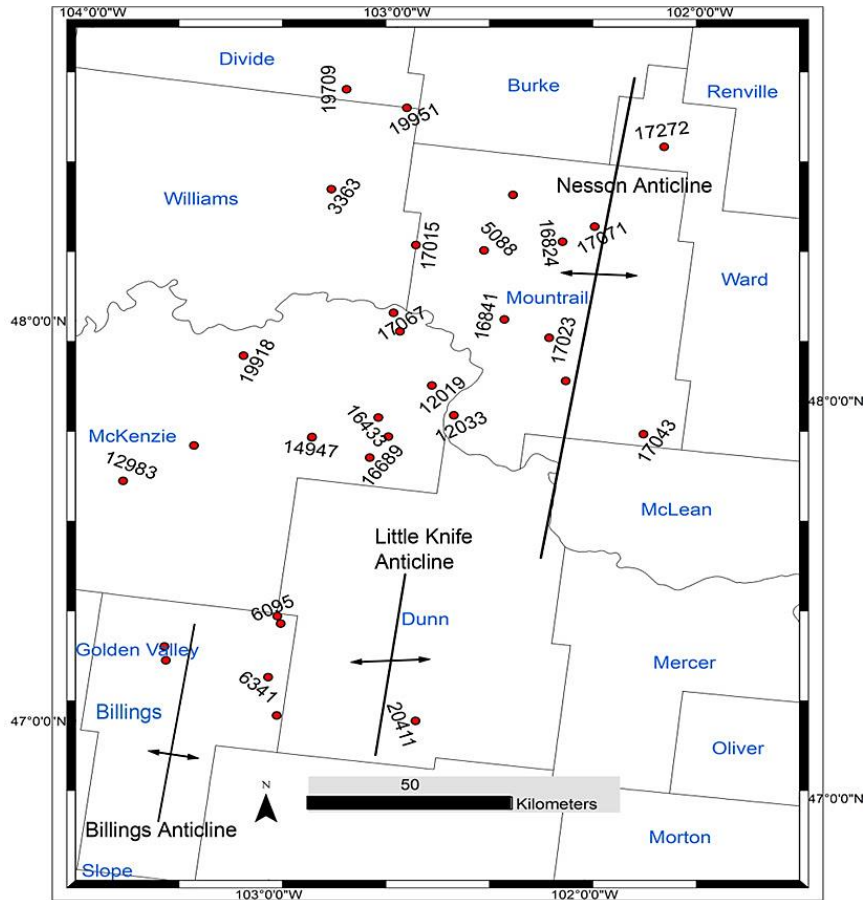 104°0'0"W
103°0'0"W
102°0'0"W
Divide
Burke
Renville
19709
19951
17272
Nesson Anticline
Williams
3363
17015
5088
16824
17071
Ward
Mountrail
16841
17023
17067
48°0'0"N
19918
12019
12033
48°0'0"N
16433
14947
16689
McKenzie
12983
17043
McLean
Little Knife
Anticline
6095
Dunn
Golden Valley
6341
Mercer
Billings
20411
47°0'0"N
Oliver
N
50
Kilometers
47°0'0"N
Billings Anticline
Morton
Slope
103°0'0"W
102°0'0"W